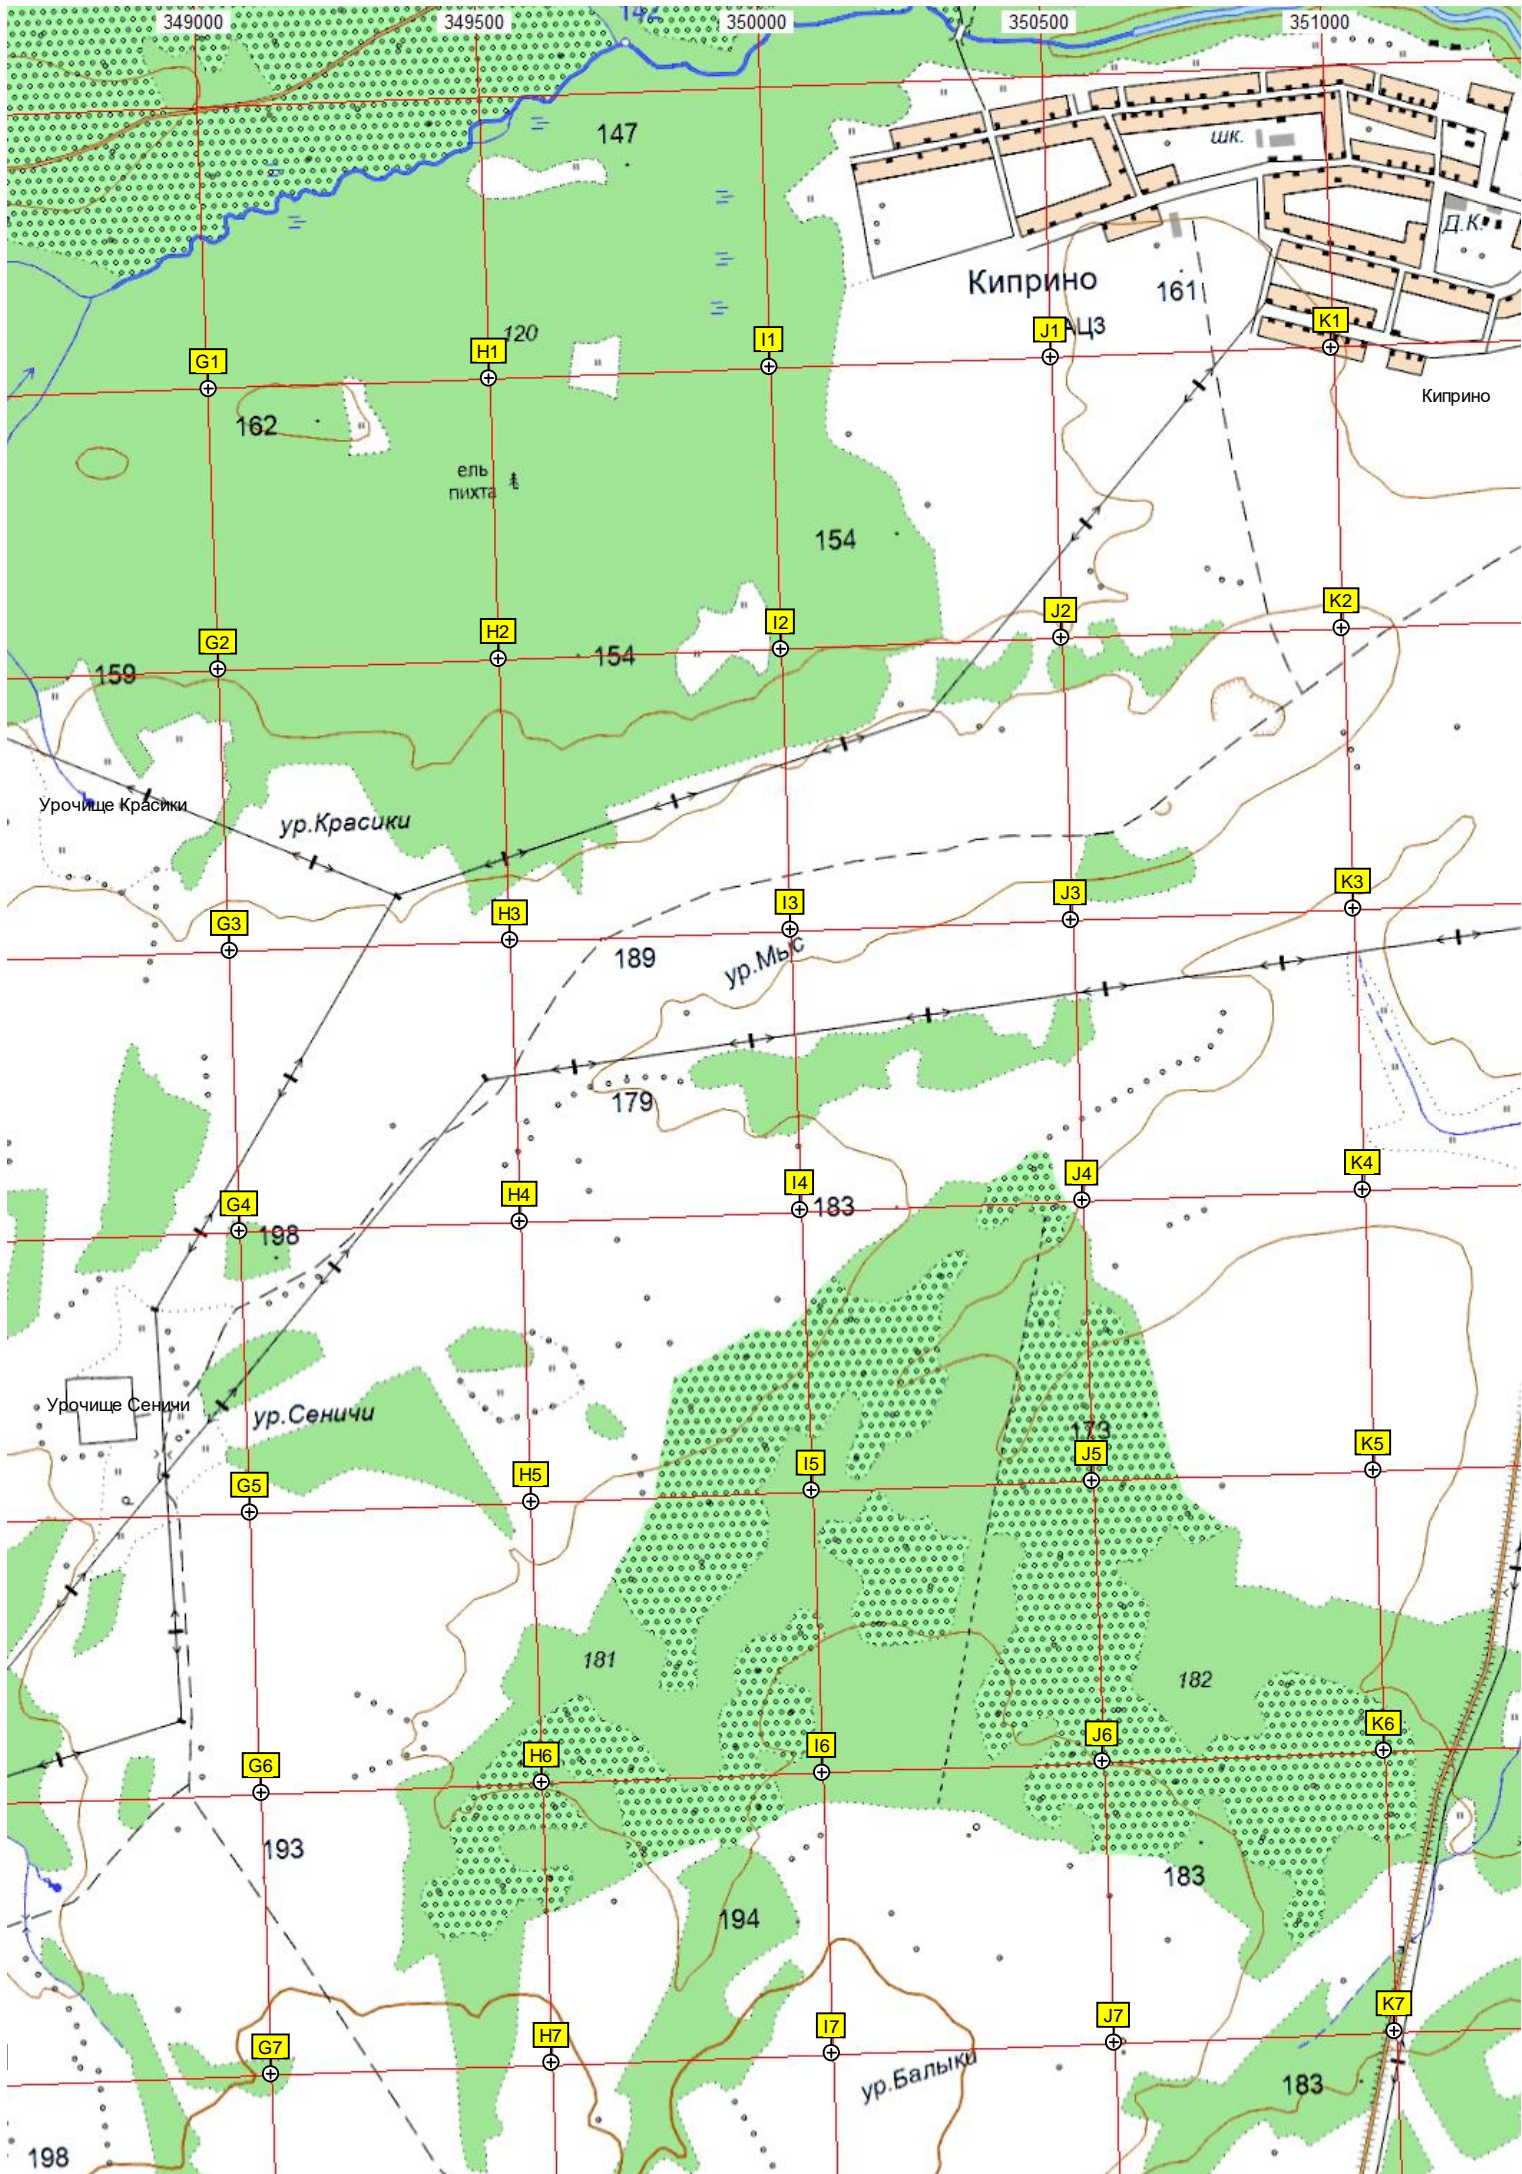 349000 349500 350000 350500 351000
142
147
шк.
Д.К.
Киприно
161
АЦЗ
120
G1 H1 I1 J1 K1
Киприно
162
ель
пихта
154
G2 H2 I2 J2 K2
159
154
Урочище Красики
ур.Красики
G3 H3 I3 J3 K3
189
ур.Мыс
179
G4 H4 I4 J4 K4
198
183
Урочище Сеничи
ур.Сеничи
173
G5 H5 I5 J5 K5
181
182
G6 H6 I6 J6 K6
193
183
194
G7 H7 I7 J7 K7
ур.Балыки
183
198